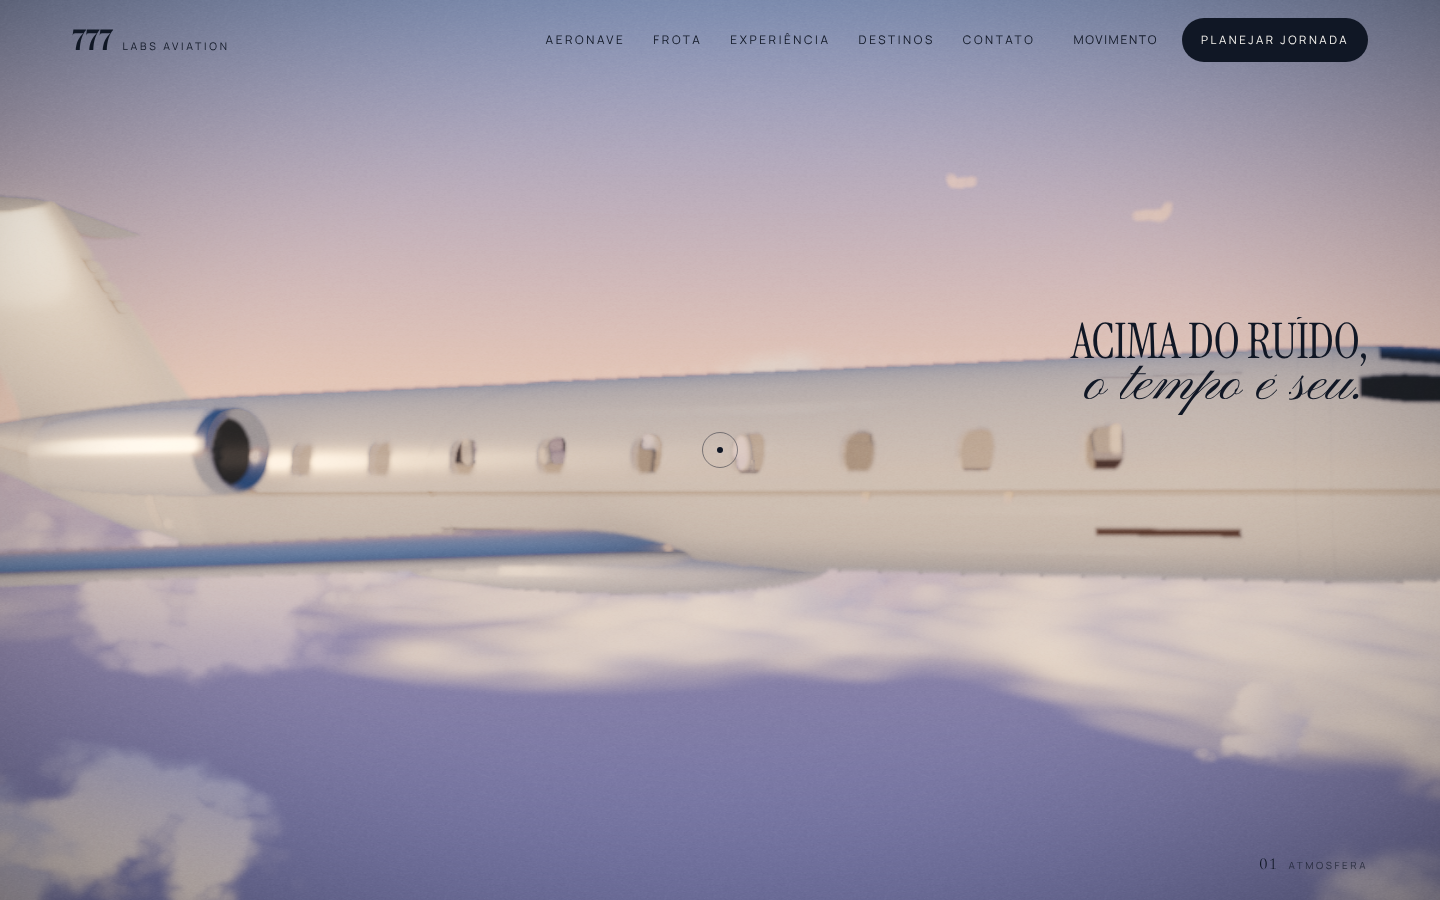 777 LABS AVIATION
AERONAVE FROTA EXPERIÊNCIA DESTINOS CONTATO MOVIMENTO PLANEJAR JORNADA
ACIMA DO RUÍDO,
o tempo é seu.
01 ATMOSFERA